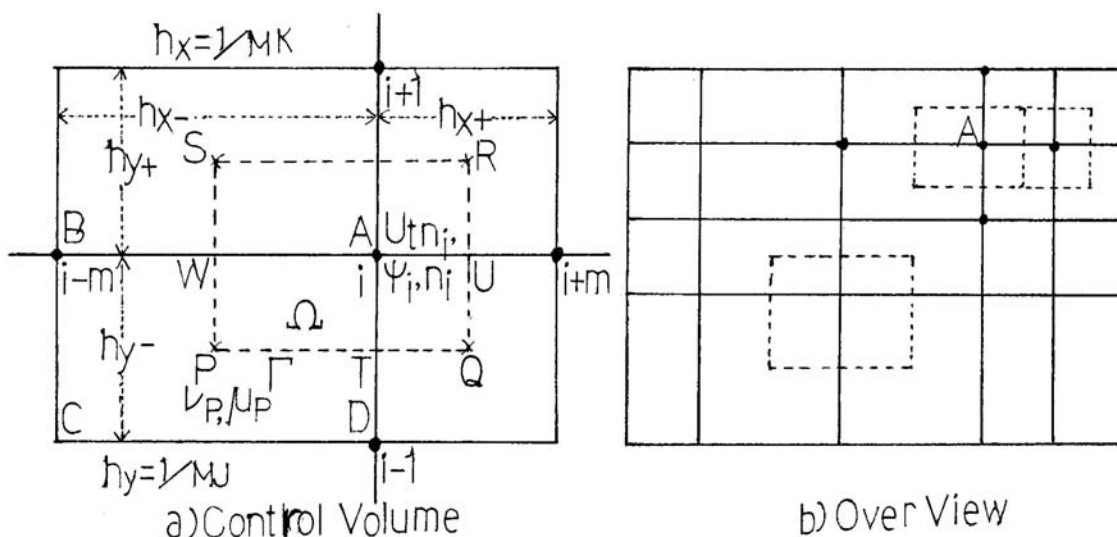 hx=1/MK
i+1
hx- hx+
S R
hy+
A
B A Utni,
i-m W i Ψi,ni U i+m
Ω
hy-
P Γ T Q
νP,μP
C D
i-1
hy=1/MJ
a)Control Volume
b)Over View